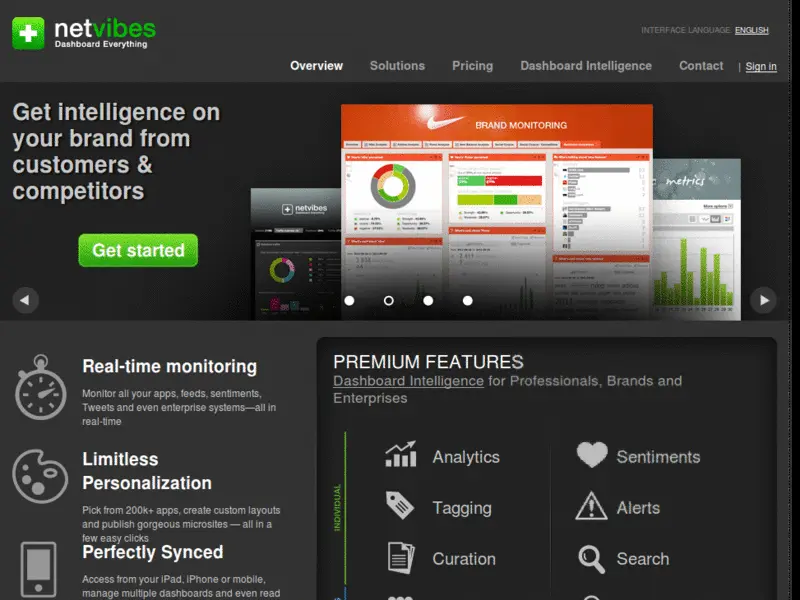 netvibes
Dashboard Everything
INTERFACE LANGUAGE: ENGLISH
Overview
Solutions
Pricing
Dashboard Intelligence
Contact
| Sign in
Get intelligence on
your brand from
customers &
competitors
Get started
BRAND MONITORING
netvibes
metrics
Real-time monitoring
Monitor all your apps, feeds, sentiments,
Tweets and even enterprise systems—all in
real-time
Limitless
Personalization
Pick from 200k+ apps, create custom layouts
and publish gorgeous microsites — all in a
few easy clicks
Perfectly Synced
Access from your iPad, iPhone or mobile,
manage multiple dashboards and even read
PREMIUM FEATURES
Dashboard Intelligence for Professionals, Brands and
Enterprises
INDIVIDUAL
Analytics
Sentiments
Tagging
Alerts
Curation
Search